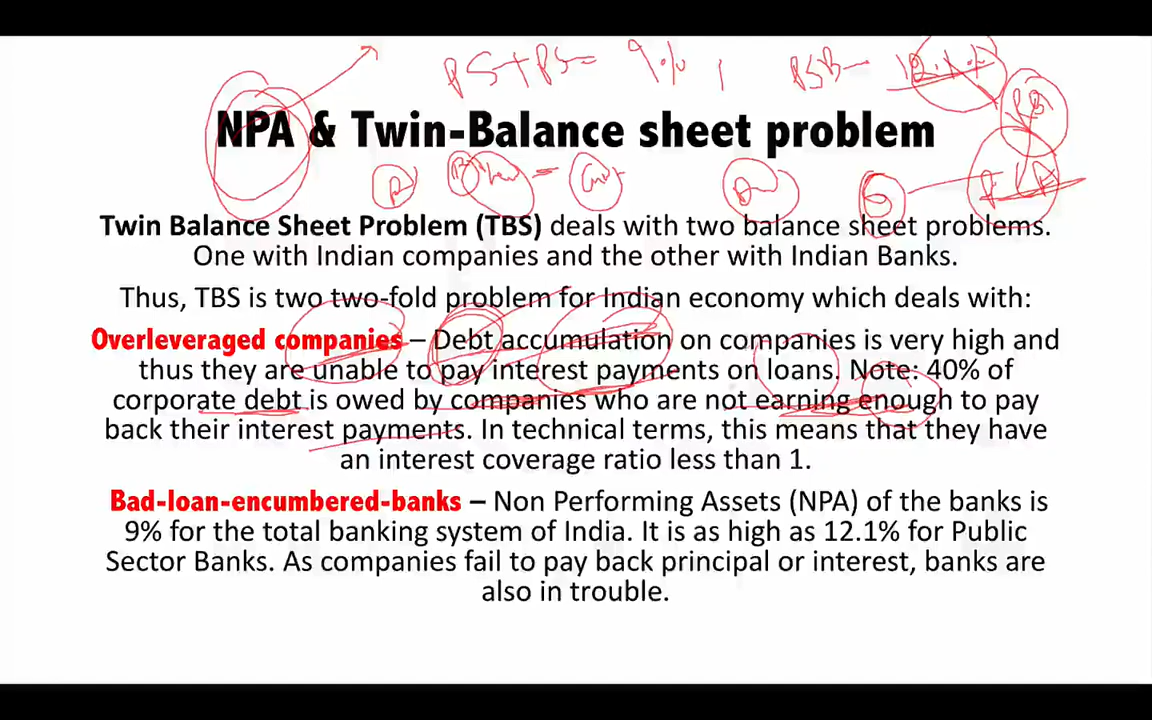 PS+PS= 9% PSB- 12.1%
NPA & Twin-Balance sheet problem
Twin Balance Sheet Problem (TBS) deals with two balance sheet problems.
One with Indian companies and the other with Indian Banks.
Thus, TBS is two two-fold problem for Indian economy which deals with:
Overleveraged companies – Debt accumulation on companies is very high and
thus they are unable to pay interest payments on loans. Note: 40% of
corporate debt is owed by companies who are not earning enough to pay
back their interest payments. In technical terms, this means that they have
an interest coverage ratio less than 1.
Bad-loan-encumbered-banks – Non Performing Assets (NPA) of the banks is
9% for the total banking system of India. It is as high as 12.1% for Public
Sector Banks. As companies fail to pay back principal or interest, banks are
also in trouble.